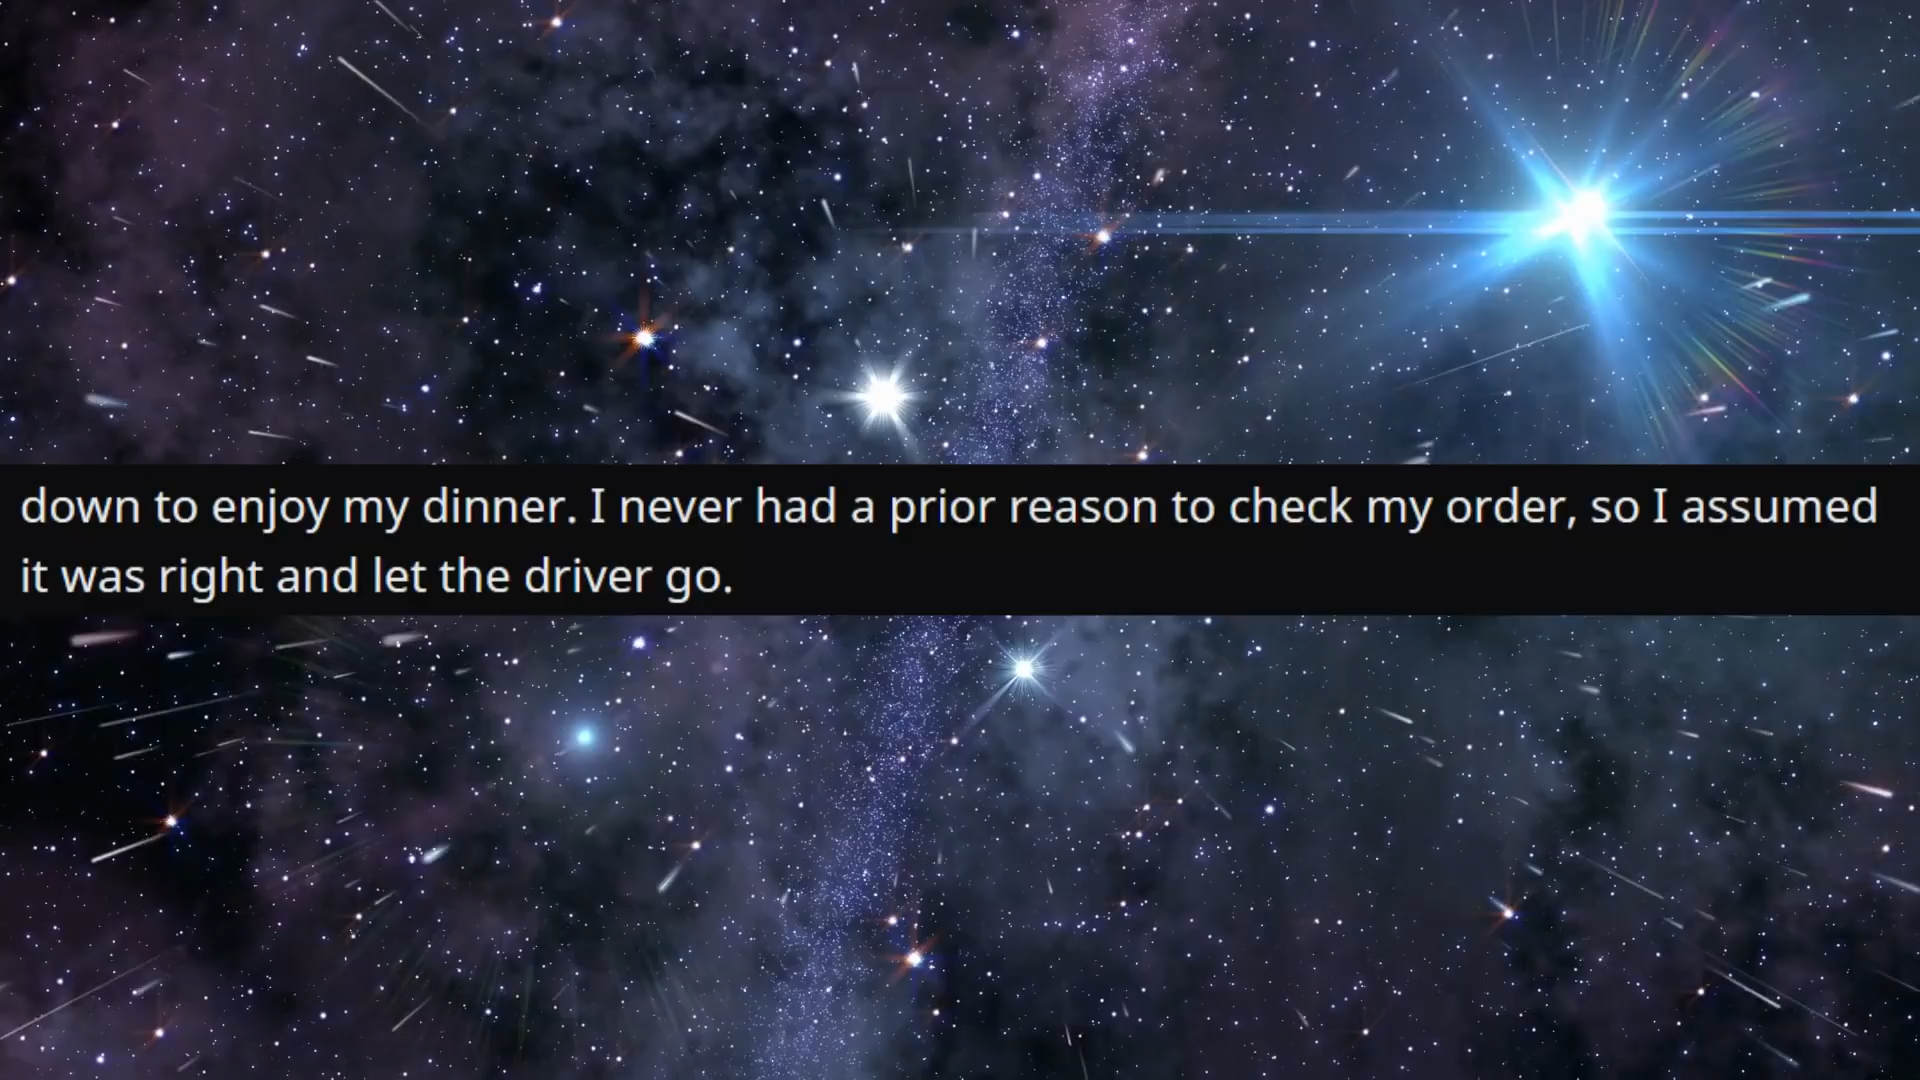 down to enjoy my dinner. I never had a prior reason to check my order, so I assumed
it was right and let the driver go.